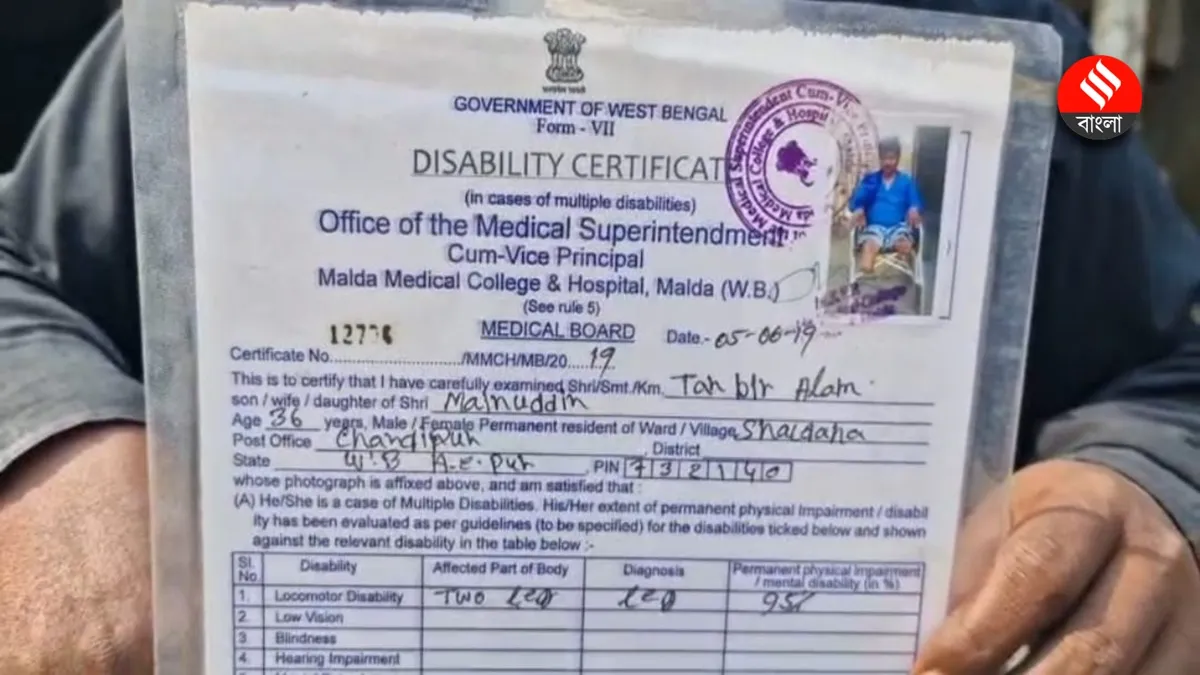 বাংলা
GOVERNMENT OF WEST BENGAL
Form - VII
DISABILITY CERTIFICAT
(in cases of multiple disabilities)
Office of the Medical Superintendment
Cum-Vice Principal
Malda Medical College & Hospital, Malda (W.B.)
(See rule 5)
MEDICAL BOARD Date.- 05-06-19
Certificate No. /MMCH/MB/20.....19
This is to certify that I have carefully examined Shri/Smt./Km. Alam
son / wife / daughter of Shri Mainuddin
Age 36 years, Male / Female Permanent resident of Ward / Village
Post Office Chandipur , District
State W.B , PIN 732140
whose photograph is affixed above, and am satisfied that :
(A) He/She is a case of Multiple Disabilities. His/Her extent of permanent physical Impairment / disabil
ity has been evaluated as per guidelines (to be specified) for the disabilities ticked below and shown
against the relevant disability in the table below :-
Sl. No. Disability Affected Part of Body Diagnosis Permanent physical Impairment / mental disability (in %)
1. Locomotor Disability TWO Leg Leg 95%
2. Low Vision
3. Blindness
4. Hearing Impairment